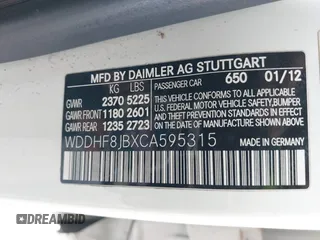 MFD BY DAIMLER AG STUTTGART
KG LBS PASSENGER CAR 650 01/12
GVWR 2370 5225
GAWR FRONT 1180 2601
GAWR REAR 1235 2723
THIS VEHICLE CONFORMS TO ALL APPLICABLE
U.S. FEDERAL MOTOR VEHICLE SAFETY, BUMPER,
AND THEFT PREVENTION STANDARDS IN EFFECT
ON THE DATE OF MANUFACTURE SHOWN ABOVE.
WDDHF8JBXCA595315
MADE IN GERMANY
DREAMBID